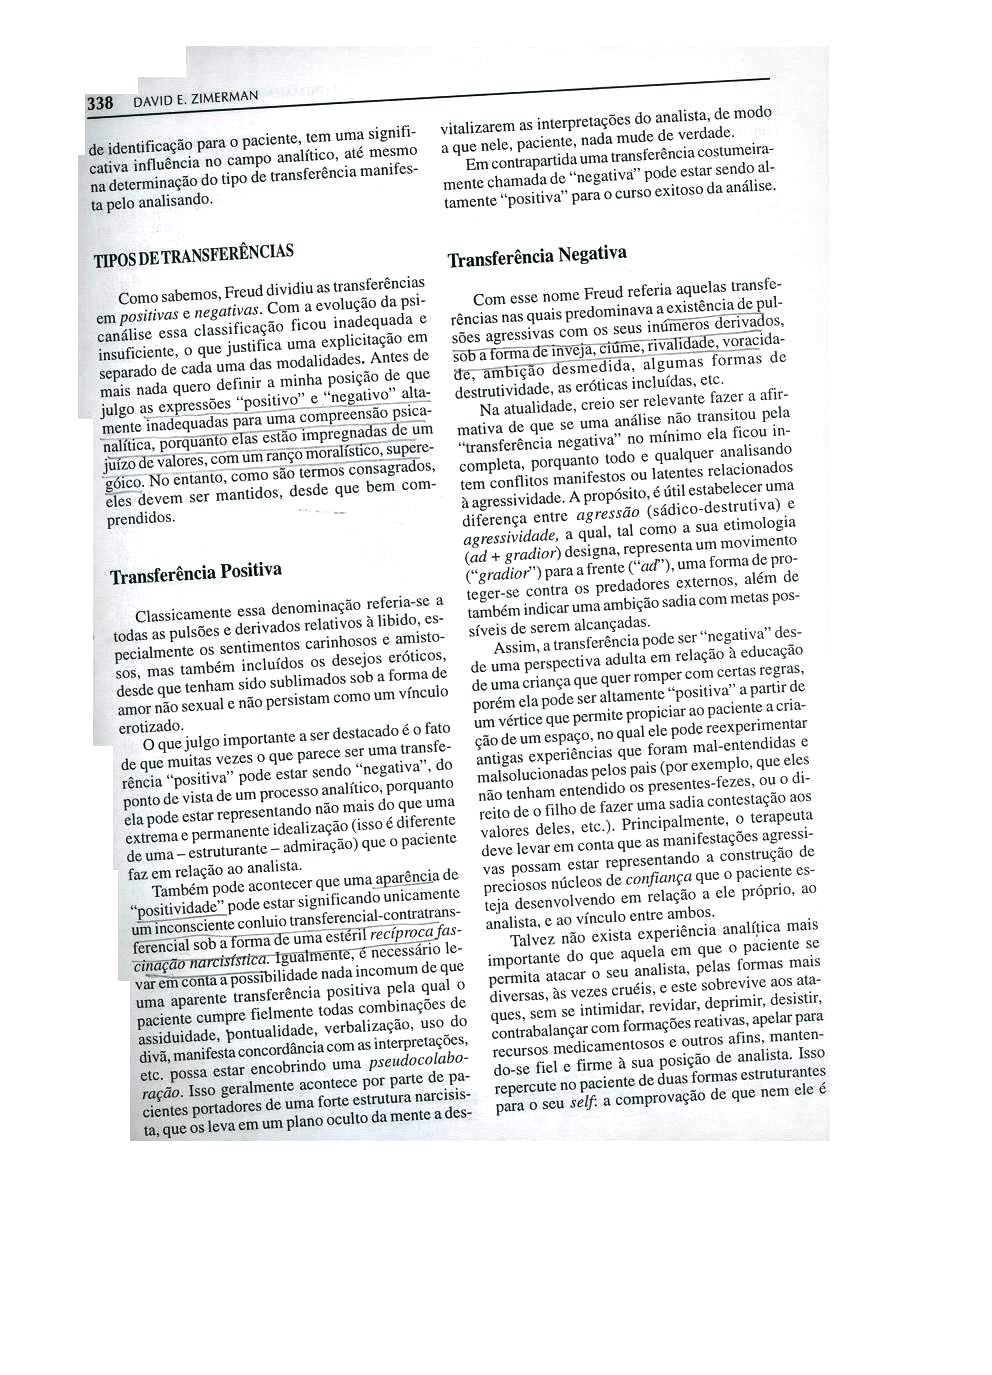 338 DAVID E. ZIMERMAN
de identificação para o paciente, tem uma signifi-
cativa influência no campo analítico, até mesmo
na determinação do tipo de transferência manifes-
ta pelo analisando.
TIPOS DE TRANSFERÊNCIAS
Como sabemos, Freud dividiu as transferências
em positivas e negativas. Com a evolução da psi-
canálise essa classificação ficou inadequada e
insuficiente, o que justifica uma explicitação em
separado de cada uma das modalidades. Antes de
mais nada quero definir a minha posição de que
julgo as expressões “positivo” e “negativo” alta-
mente inadequadas para uma compreensão psica-
nalítica, porquanto elas estão impregnadas de um
juízo de valores, com um ranço moralístico, supere-
góico. No entanto, como são termos consagrados,
eles devem ser mantidos, desde que bem com-
prendidos.
Transferência Positiva
Classicamente essa denominação referia-se a
todas as pulsões e derivados relativos à libido, es-
pecialmente os sentimentos carinhosos e amisto-
sos, mas também incluídos os desejos eróticos,
desde que tenham sido sublimados sob a forma de
amor não sexual e não persistam como um vínculo
erotizado.
O que julgo importante a ser destacado é o fato
de que muitas vezes o que parece ser uma transfe-
rência “positiva” pode estar sendo “negativa”, do
ponto de vista de um processo analítico, porquanto
ela pode estar representando não mais do que uma
extrema e permanente idealização (isso é diferente
de uma – estruturante – admiração) que o paciente
faz em relação ao analista.
Também pode acontecer que uma aparência de
“positividade” pode estar significando unicamente
um inconsciente conluio transferencial-contratrans-
ferencial sob a forma de uma estéril recíproca fas-
cinação narcisística. Igualmente, é necessário le-
var em conta a possibilidade nada incomum de que
uma aparente transferência positiva pela qual o
paciente cumpre fielmente todas combinações de
assiduidade, pontualidade, verbalização, uso do
divã, manifesta concordância com as interpretações,
etc. possa estar encobrindo uma pseudocolabo-
ração. Isso geralmente acontece por parte de pa-
cientes portadores de uma forte estrutura narcisis-
ta, que os leva em um plano oculto da mente a des-
vitalizarem as interpretações do analista, de modo
a que nele, paciente, nada mude de verdade.
Em contrapartida uma transferência costumeira-
mente chamada de “negativa” pode estar sendo al-
tamente “positiva” para o curso exitoso da análise.
Transferência Negativa
Com esse nome Freud referia aquelas transfe-
rências nas quais predominava a existência de pul-
sões agressivas com os seus inúmeros derivados,
sob a forma de inveja, ciúme, rivalidade, voracida-
de, ambição desmedida, algumas formas de
destrutividade, as eróticas incluídas, etc.
Na atualidade, creio ser relevante fazer a afir-
mativa de que se uma análise não transitou pela
“transferência negativa” no mínimo ela ficou in-
completa, porquanto todo e qualquer analisando
tem conflitos manifestos ou latentes relacionados
à agressividade. A propósito, é útil estabelecer uma
diferença entre agressão (sádico-destrutiva) e
agressividade, a qual, tal como a sua etimologia
(ad + gradior) designa, representa um movimento
(“gradior”) para a frente (“ad”), uma forma de pro-
teger-se contra os predadores externos, além de
também indicar uma ambição sadia com metas pos-
síveis de serem alcançadas.
Assim, a transferência pode ser “negativa” des-
de uma perspectiva adulta em relação à educação
de uma criança que quer romper com certas regras,
porém ela pode ser altamente “positiva” a partir de
um vértice que permite propiciar ao paciente a cria-
ção de um espaço, no qual ele pode reexperimentar
antigas experiências que foram mal-entendidas e
malsolucionadas pelos pais (por exemplo, que eles
não tenham entendido os presentes-fezes, ou o di-
reito de o filho de fazer uma sadia contestação aos
valores deles, etc.). Principalmente, o terapeuta
deve levar em conta que as manifestações agressi-
vas possam estar representando a construção de
preciosos núcleos de confiança que o paciente es-
teja desenvolvendo em relação a ele próprio, ao
analista, e ao vínculo entre ambos.
Talvez não exista experiência analítica mais
importante do que aquela em que o paciente se
permita atacar o seu analista, pelas formas mais
diversas, às vezes cruéis, e este sobrevive aos ata-
ques, sem se intimidar, revidar, deprimir, desistir,
contrabalançar com formações reativas, apelar para
recursos medicamentosos e outros afins, manten-
do-se fiel e firme à sua posição de analista. Isso
repercute no paciente de duas formas estruturantes
para o seu self: a comprovação de que nem ele é